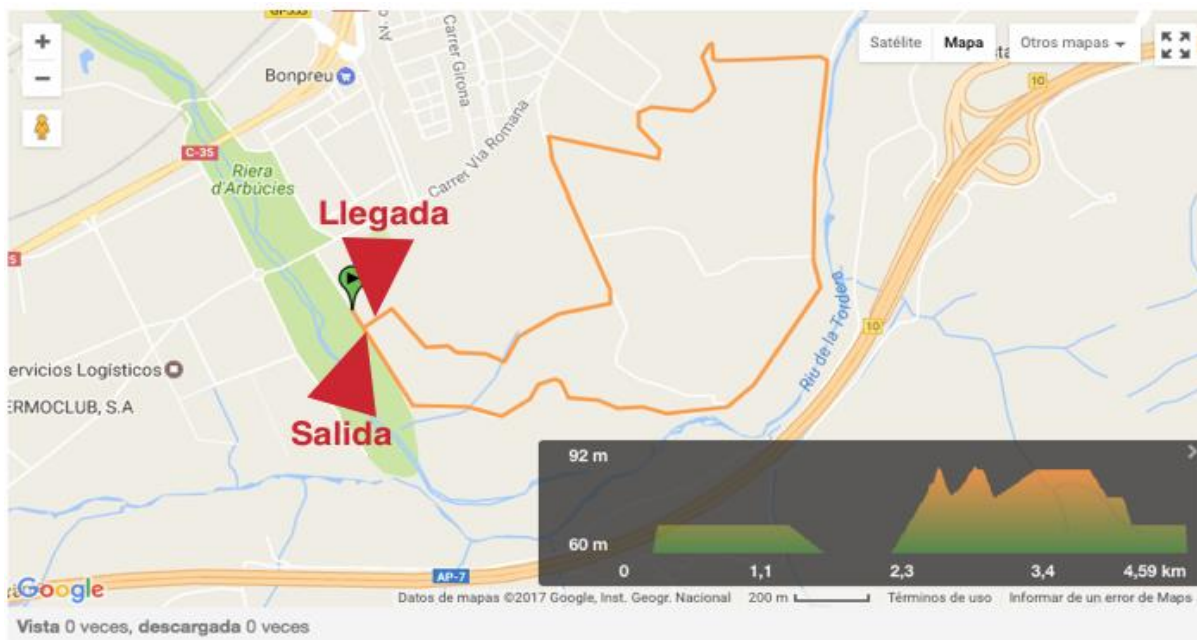 GP-555
Av. d
Satélite
Mapa
Otros mapas
+
−
Bonpreu
Carrer Girona
10
C-35
Carrer Via Romana
Riera
d'Arbúcies
Llegada
10
Riu de la Tordera
ervicios Logísticos
ERMOCLUB, S.A
Salida
92 m
60 m
0
1,1
2,3
3,4
4,59 km
AP-7
Google
Datos de mapas ©2017 Google, Inst. Geogr. Nacional
200 m
Términos de uso
Informar de un error de Maps
Vista 0 veces, descargada 0 veces